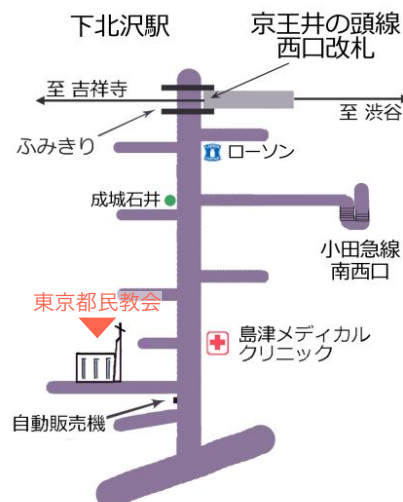 下北沢駅
京王井の頭線
西口改札
至 吉祥寺
至 渋谷
ふみきり
ローソン
成城石井
小田急線
南西口
東京都民教会
島津メディカル
クリニック
自動販売機